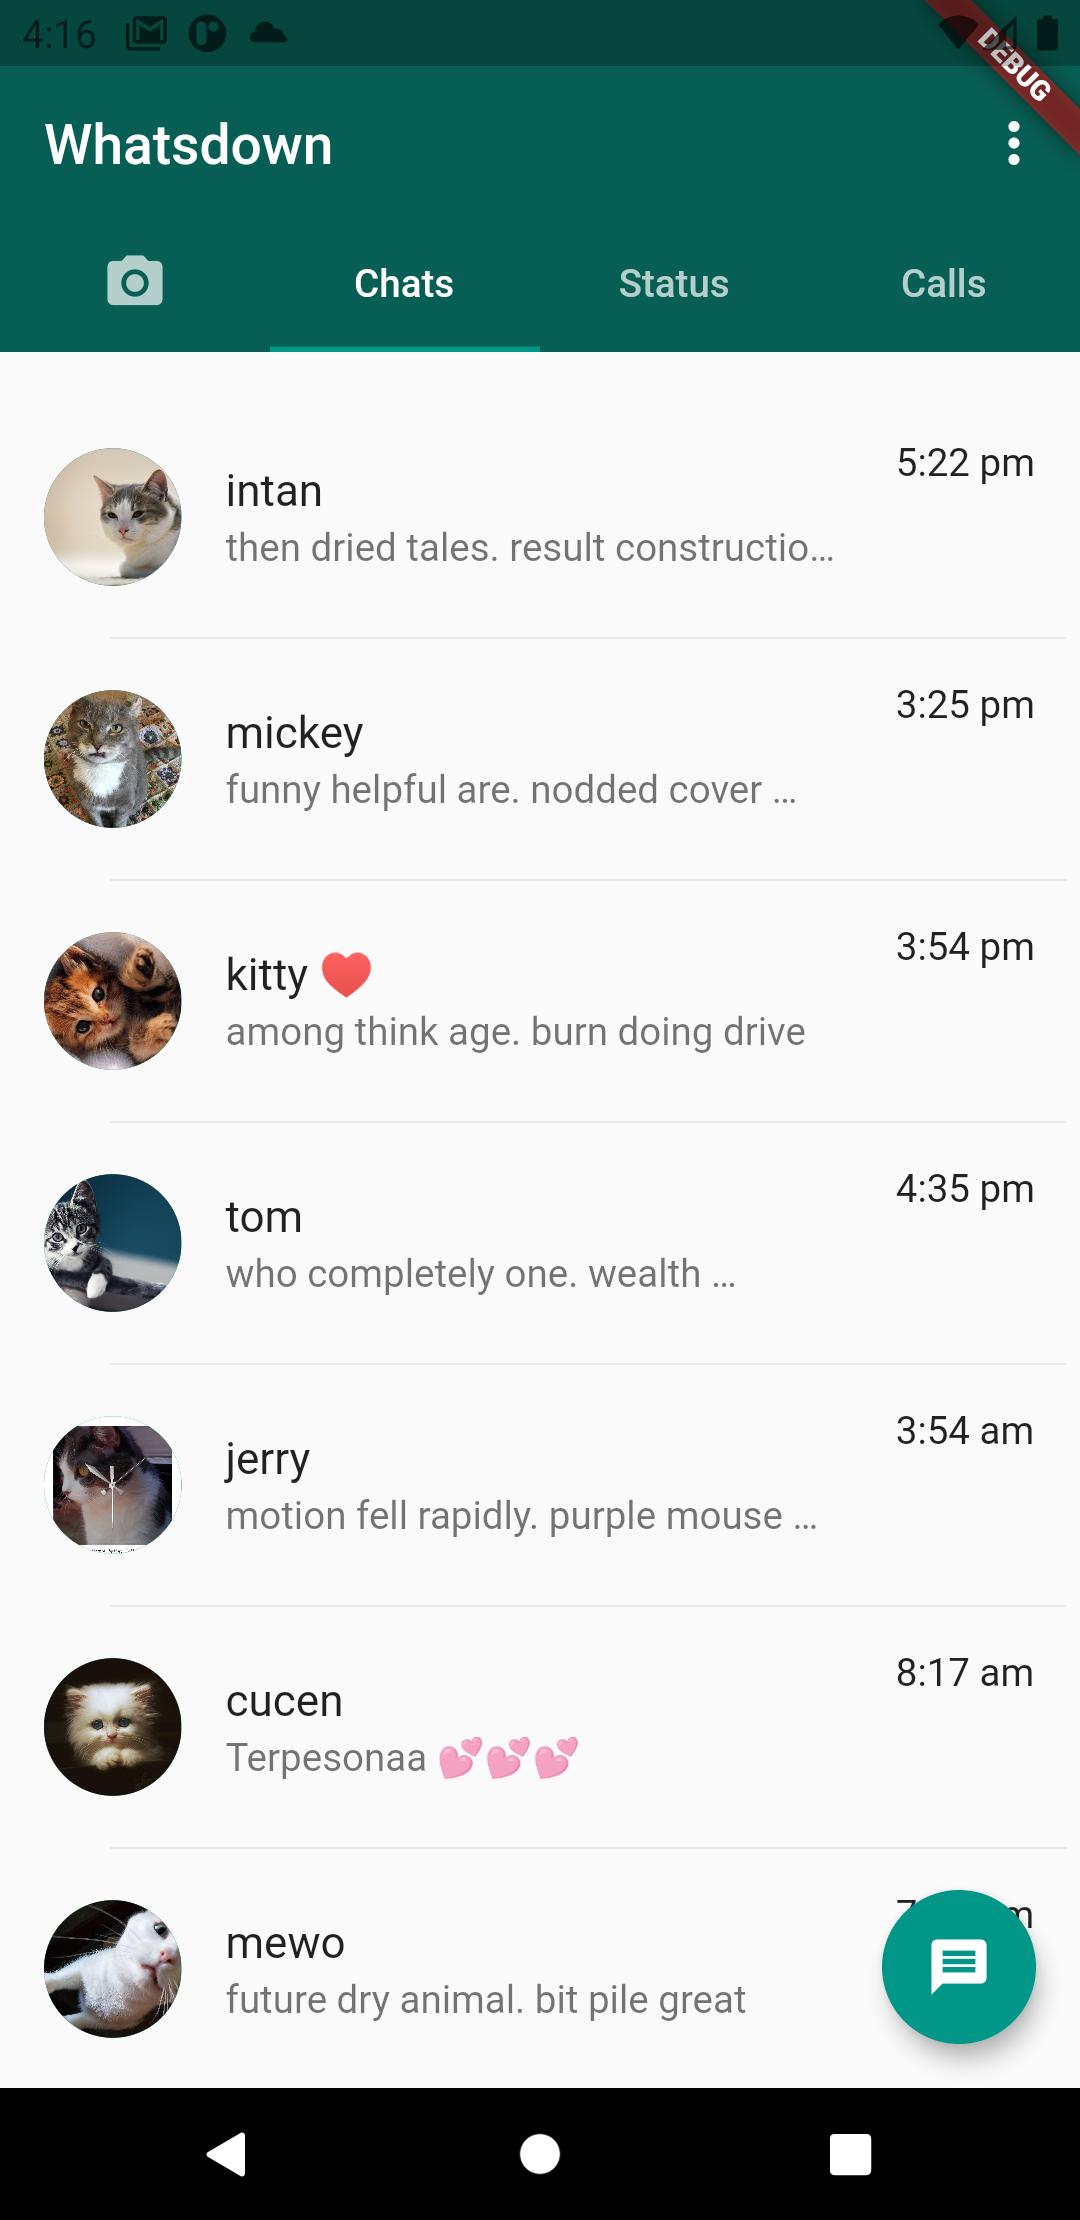 4:16
DEBUG
Whatsdown
Chats Status Calls
intan 5:22 pm
then dried tales. result constructio...
mickey 3:25 pm
funny helpful are. nodded cover ...
kitty ❤️ 3:54 pm
among think age. burn doing drive
tom 4:35 pm
who completely one. wealth ...
jerry 3:54 am
motion fell rapidly. purple mouse ...
cucen 8:17 am
Terpesonaa 💕💕💕
mewo
future dry animal. bit pile great